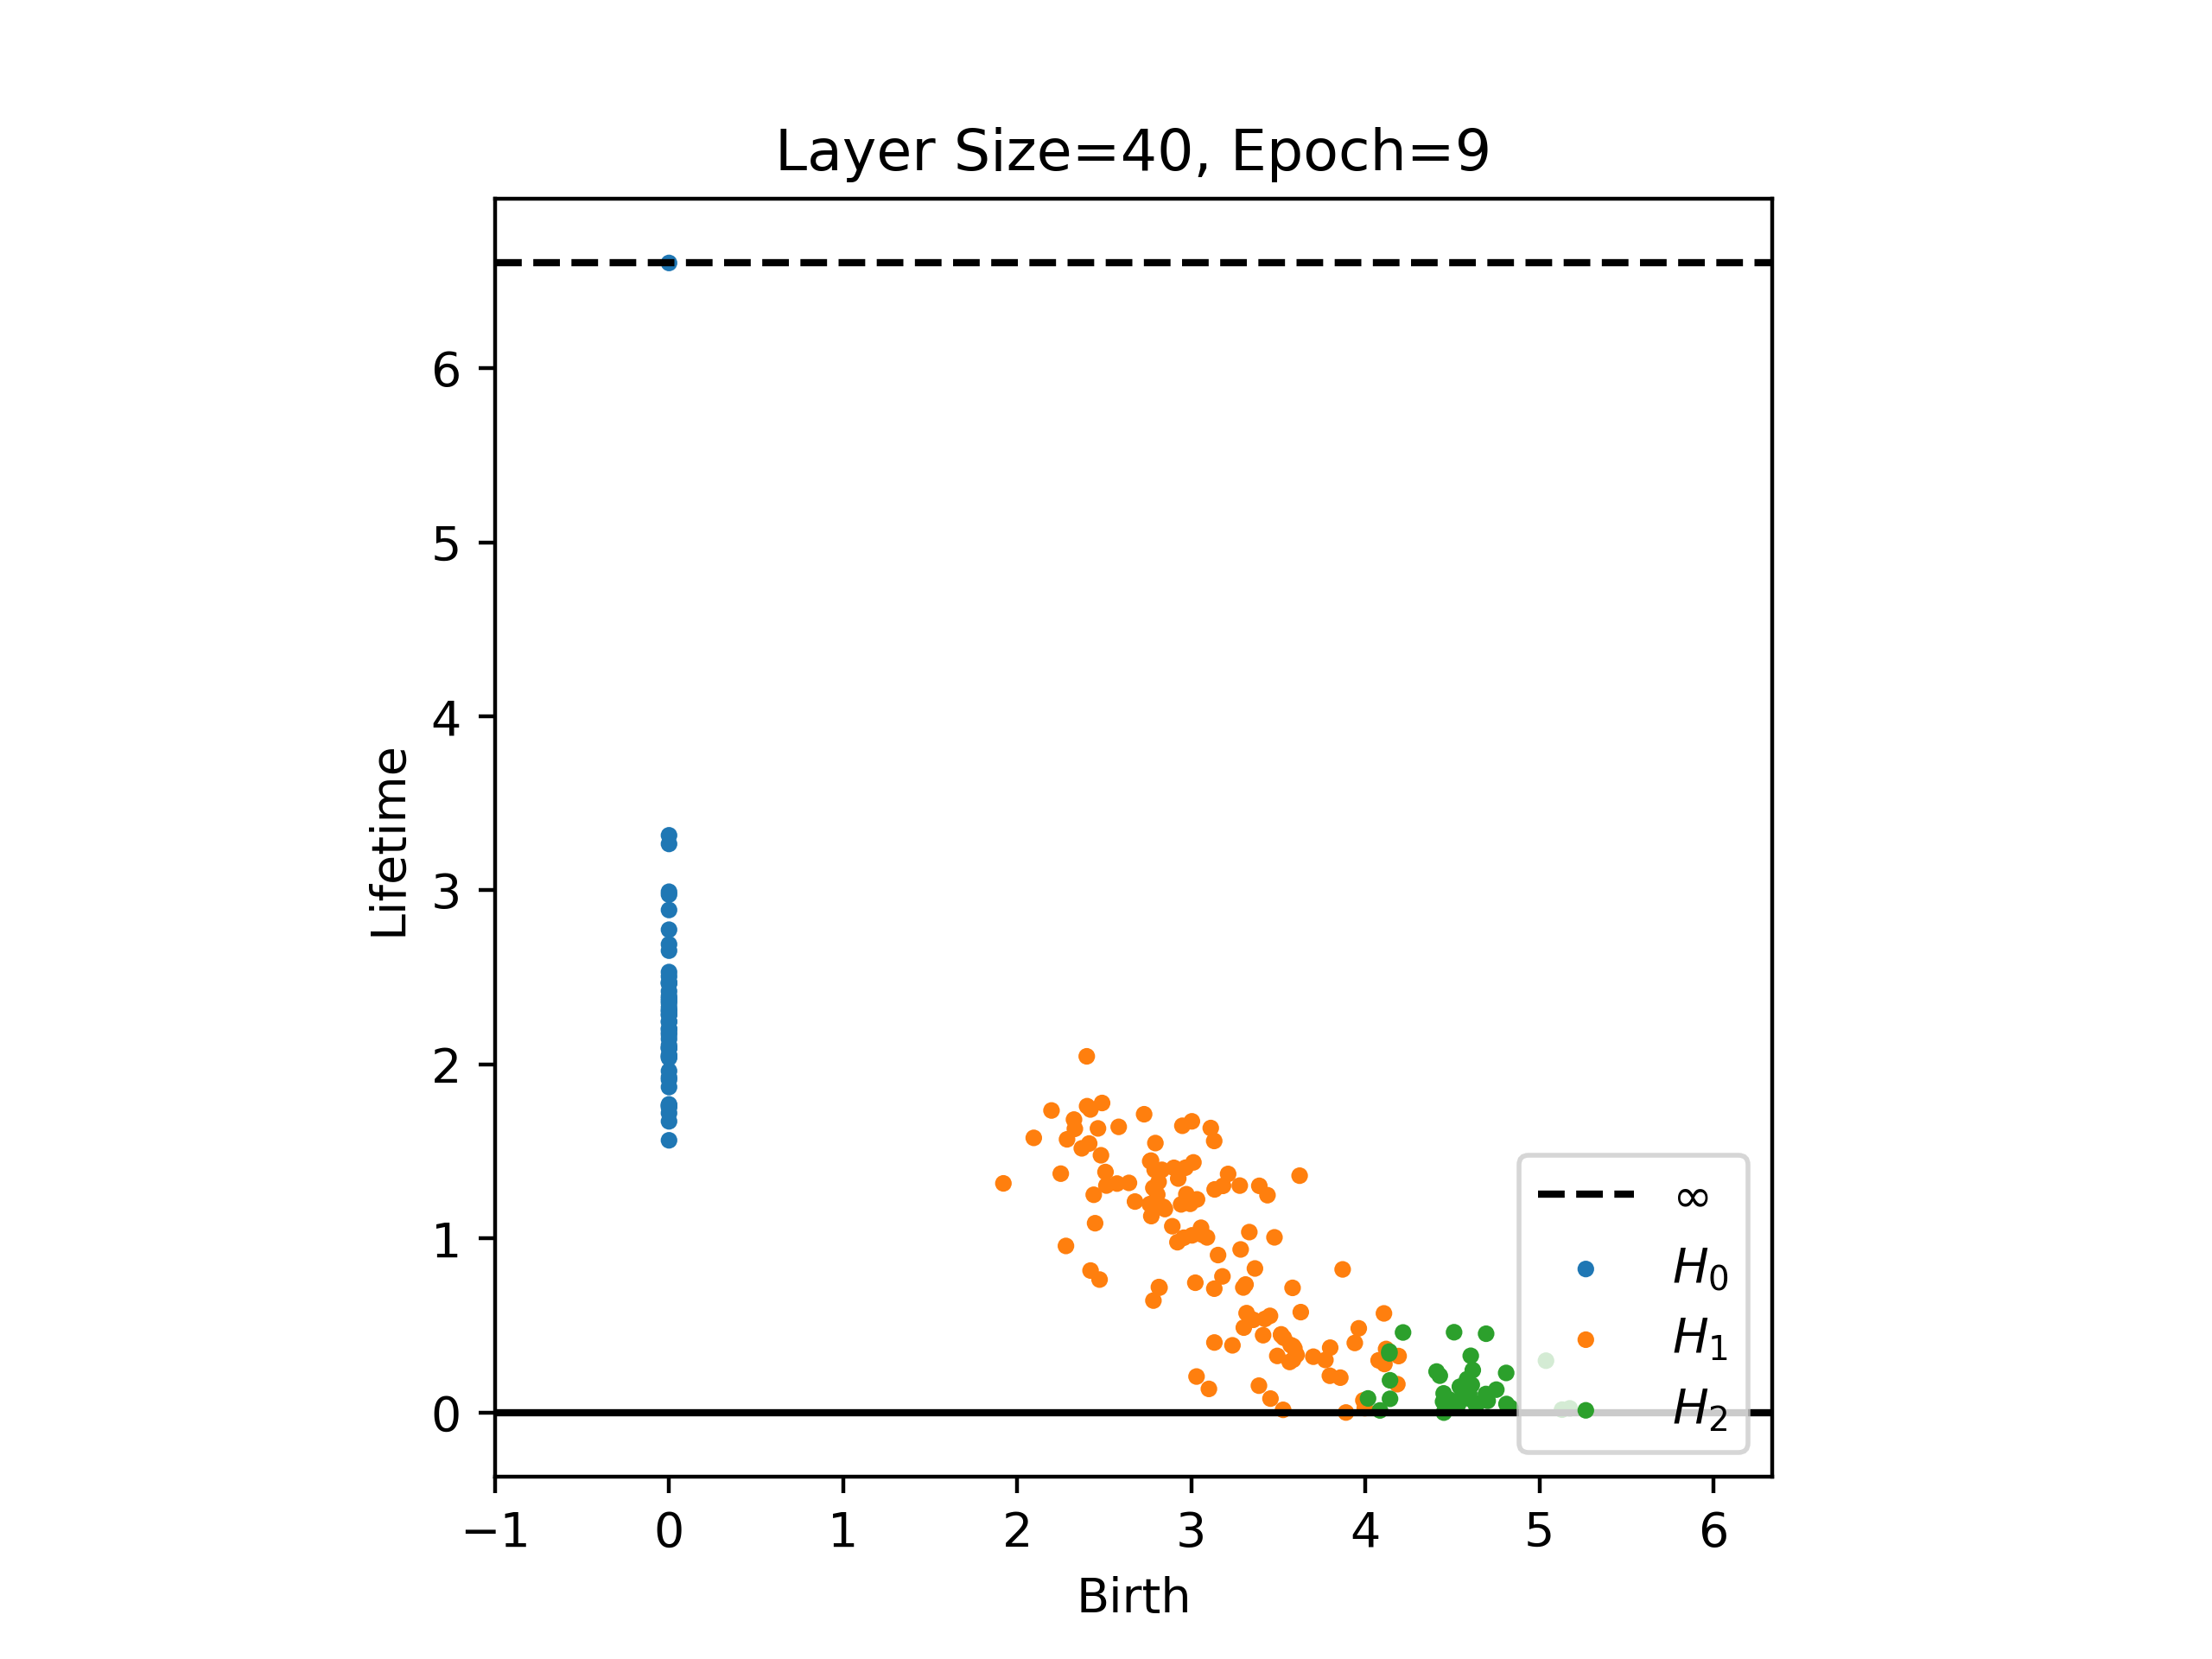 Layer Size=40, Epoch=9
Lifetime
6
5
4
3
2
1
0
−1 0 1 2 3 4 5 6
Birth
∞
H₀
H₁
H₂